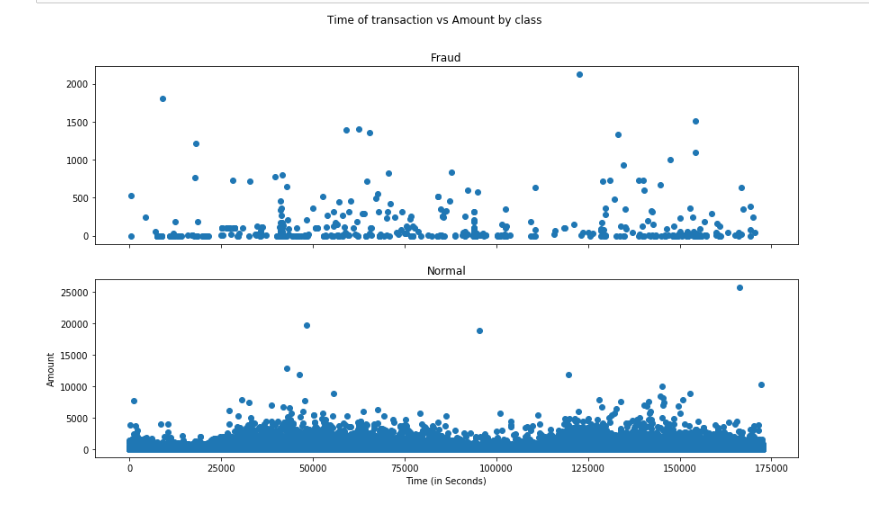 Time of transaction vs Amount by class
Fraud
2000
1500
1000
500
0
Normal
25000
20000
15000
10000
5000
0
Amount
0 25000 50000 75000 100000 125000 150000 175000
Time (in Seconds)